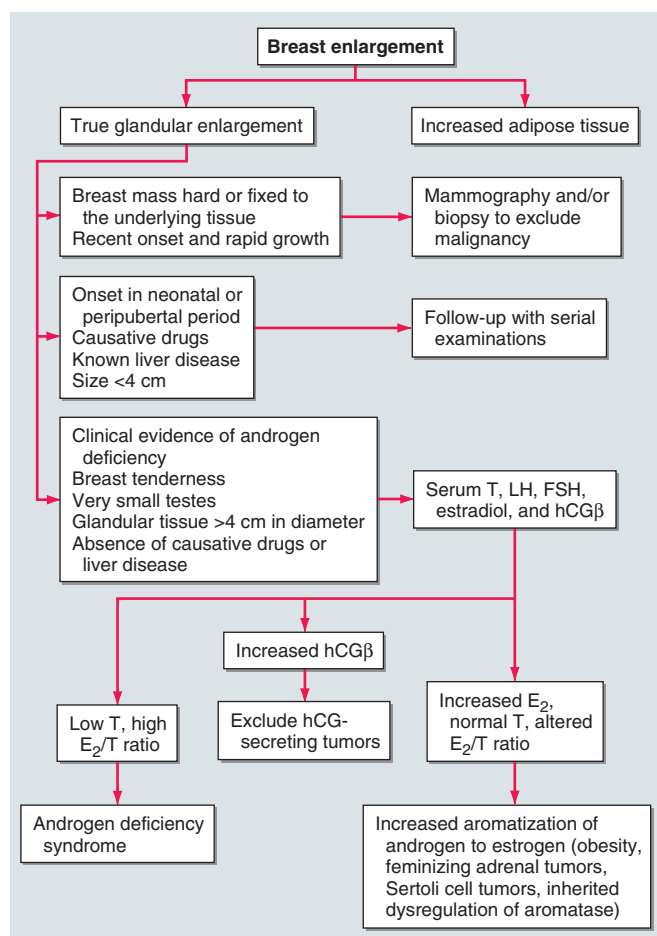 Breast enlargement
True glandular enlargement
Increased adipose tissue
Breast mass hard or fixed to
the underlying tissue
Recent onset and rapid growth
Mammography and/or
biopsy to exclude
malignancy
Onset in neonatal or
peripubertal period
Causative drugs
Known liver disease
Size <4 cm
Follow-up with serial
examinations
Clinical evidence of androgen
deficiency
Breast tenderness
Very small testes
Glandular tissue >4 cm in diameter
Absence of causative drugs or
liver disease
Serum T, LH, FSH,
estradiol, and hCGβ
Increased hCGβ
Low T, high
E₂/T ratio
Exclude hCG-
secreting tumors
Increased E₂,
normal T, altered
E₂/T ratio
Androgen deficiency
syndrome
Increased aromatization of
androgen to estrogen (obesity,
feminizing adrenal tumors,
Sertoli cell tumors, inherited
dysregulation of aromatase)